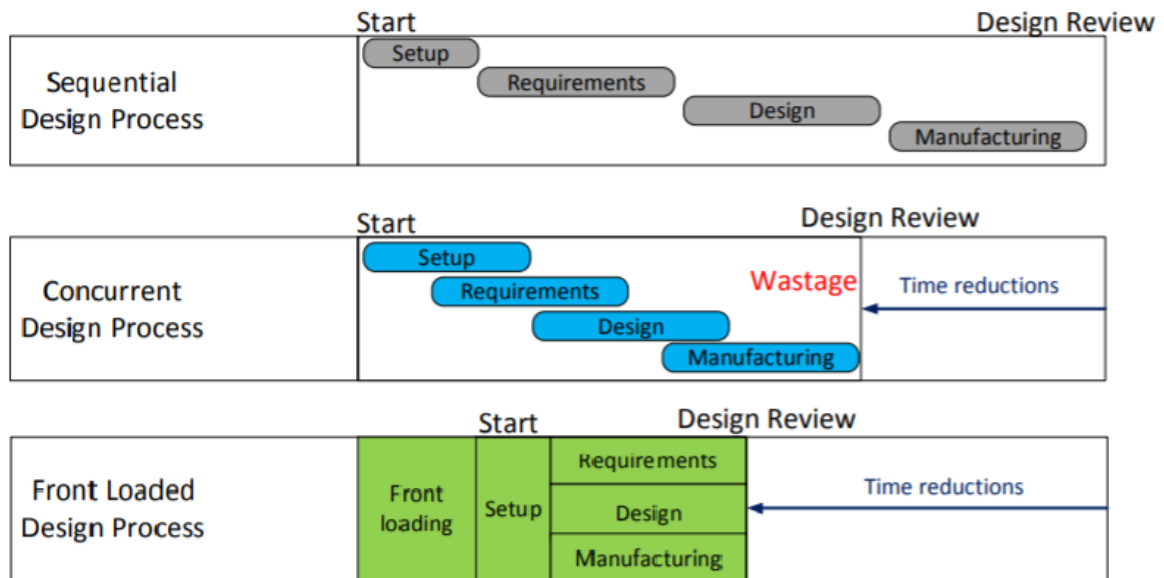 Start
Design Review
Sequential
Design Process
Setup
Requirements
Design
Manufacturing
Start
Design Review
Concurrent
Design Process
Setup
Requirements
Design
Manufacturing
Wastage
Time reductions
Start
Design Review
Front Loaded
Design Process
Front
loading
Setup
Requirements
Design
Manufacturing
Time reductions